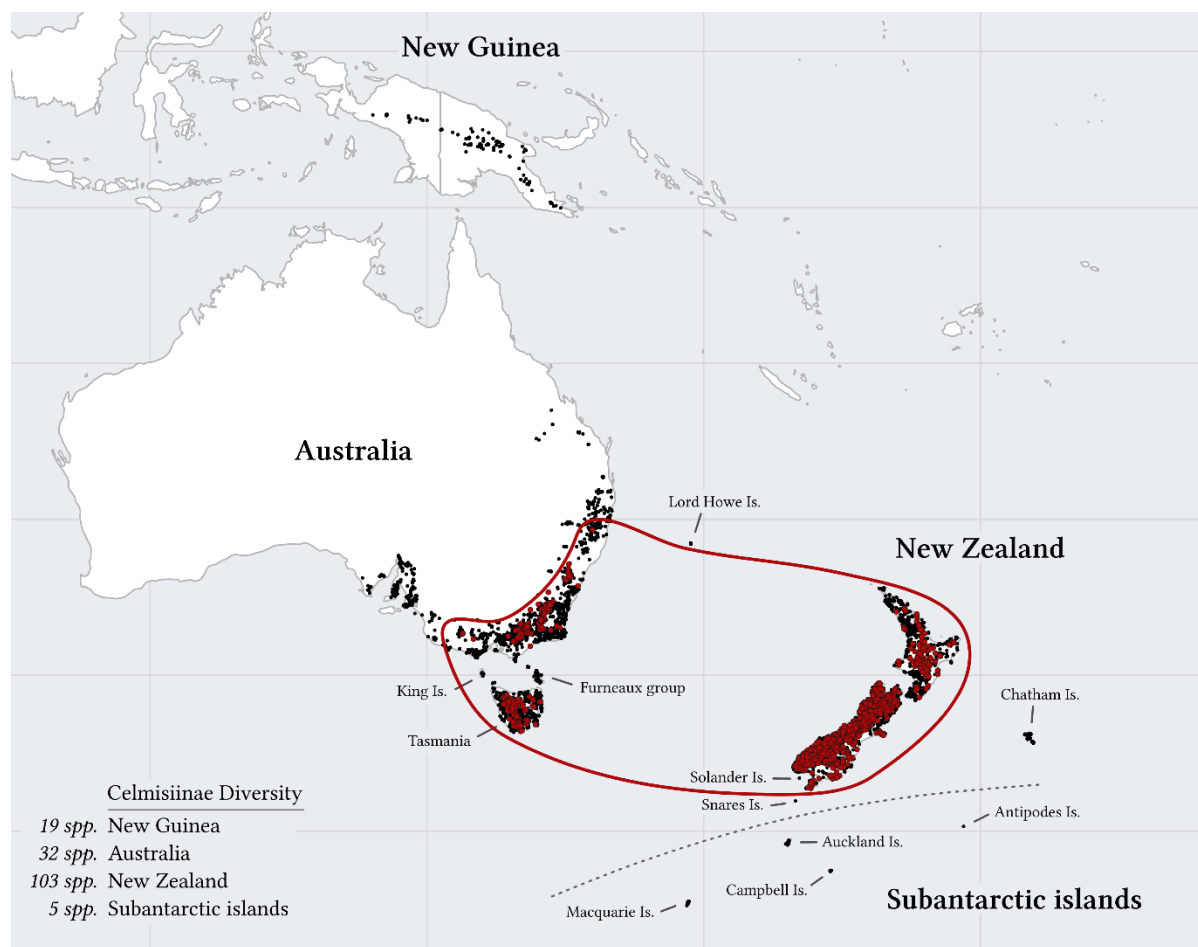 New Guinea
Australia
Lord Howe Is.
New Zealand
King Is.
Furneaux group
Tasmania
Chatham Is.
Solander Is.
Snares Is.
Antipodes Is.
Auckland Is.
Campbell Is.
Macquarie Is.
Subantarctic islands
Celmisiinae Diversity
19 spp. New Guinea
32 spp. Australia
103 spp. New Zealand
5 spp. Subantarctic islands